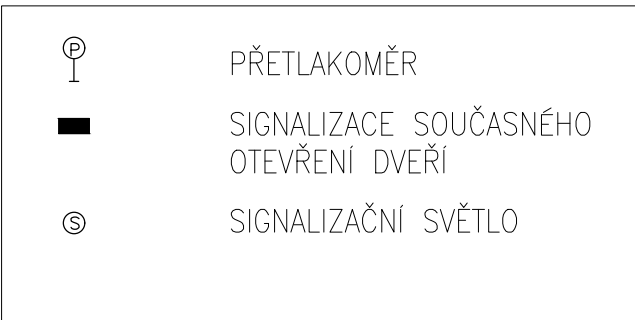 P PŘETLAKOMĚR
SIGNALIZACE SOUČASNÉHO
OTEVŘENÍ DVEŘÍ
S SIGNALIZAČNÍ SVĚTLO